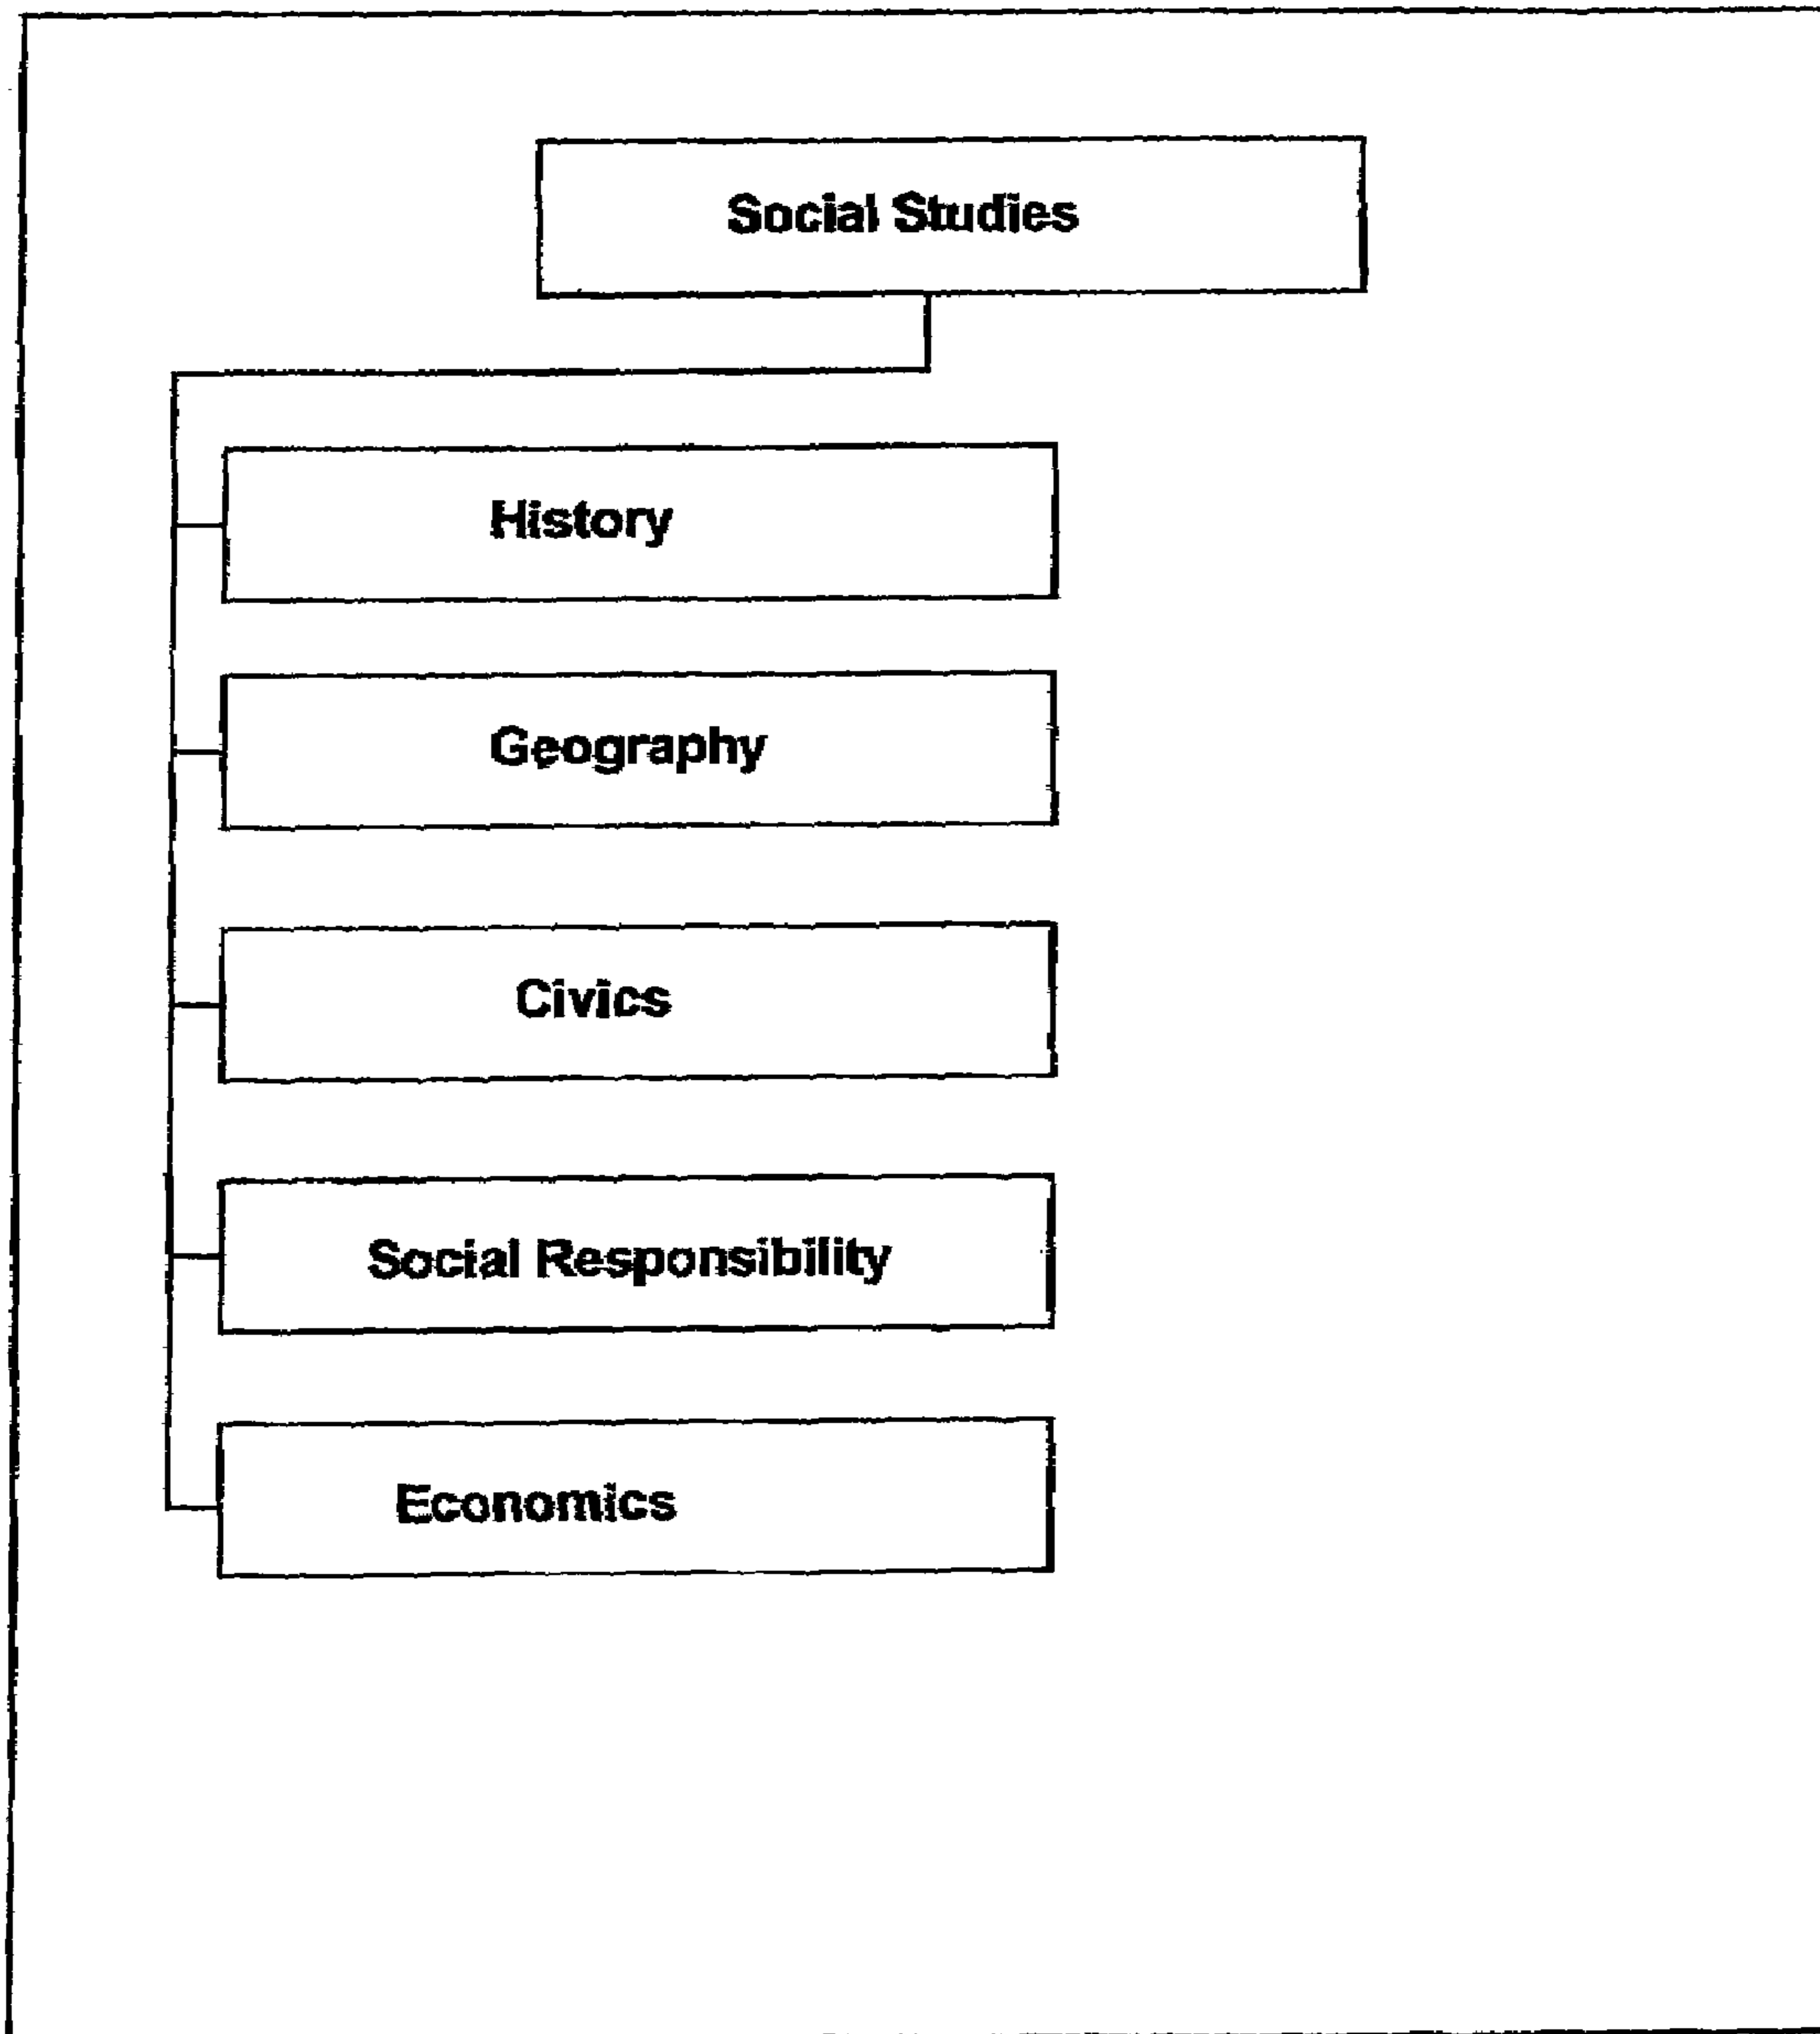 Social Studies
History
Geography
Civics
Social Responsibility
Economics